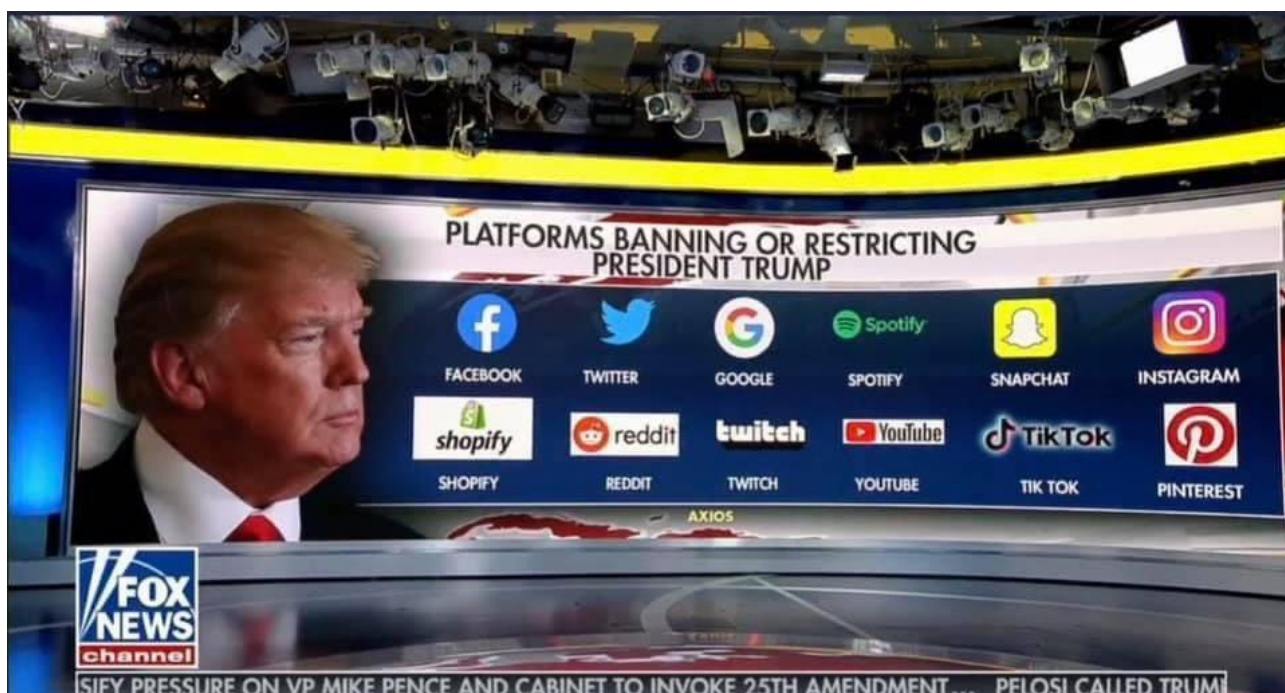 PLATFORMS BANNING OR RESTRICTING
PRESIDENT TRUMP
Spotify
FACEBOOK TWITTER GOOGLE SPOTIFY SNAPCHAT INSTAGRAM
shopify reddit twitch YouTube TikTok
SHOPIFY REDDIT TWITCH YOUTUBE TIK TOK PINTEREST
AXIOS
FOX
NEWS
channel
PRESSURE ON VP MIKE PENCE AND CABINET TO INVOKE 25TH AMENDMENT... PELOSI CALLED